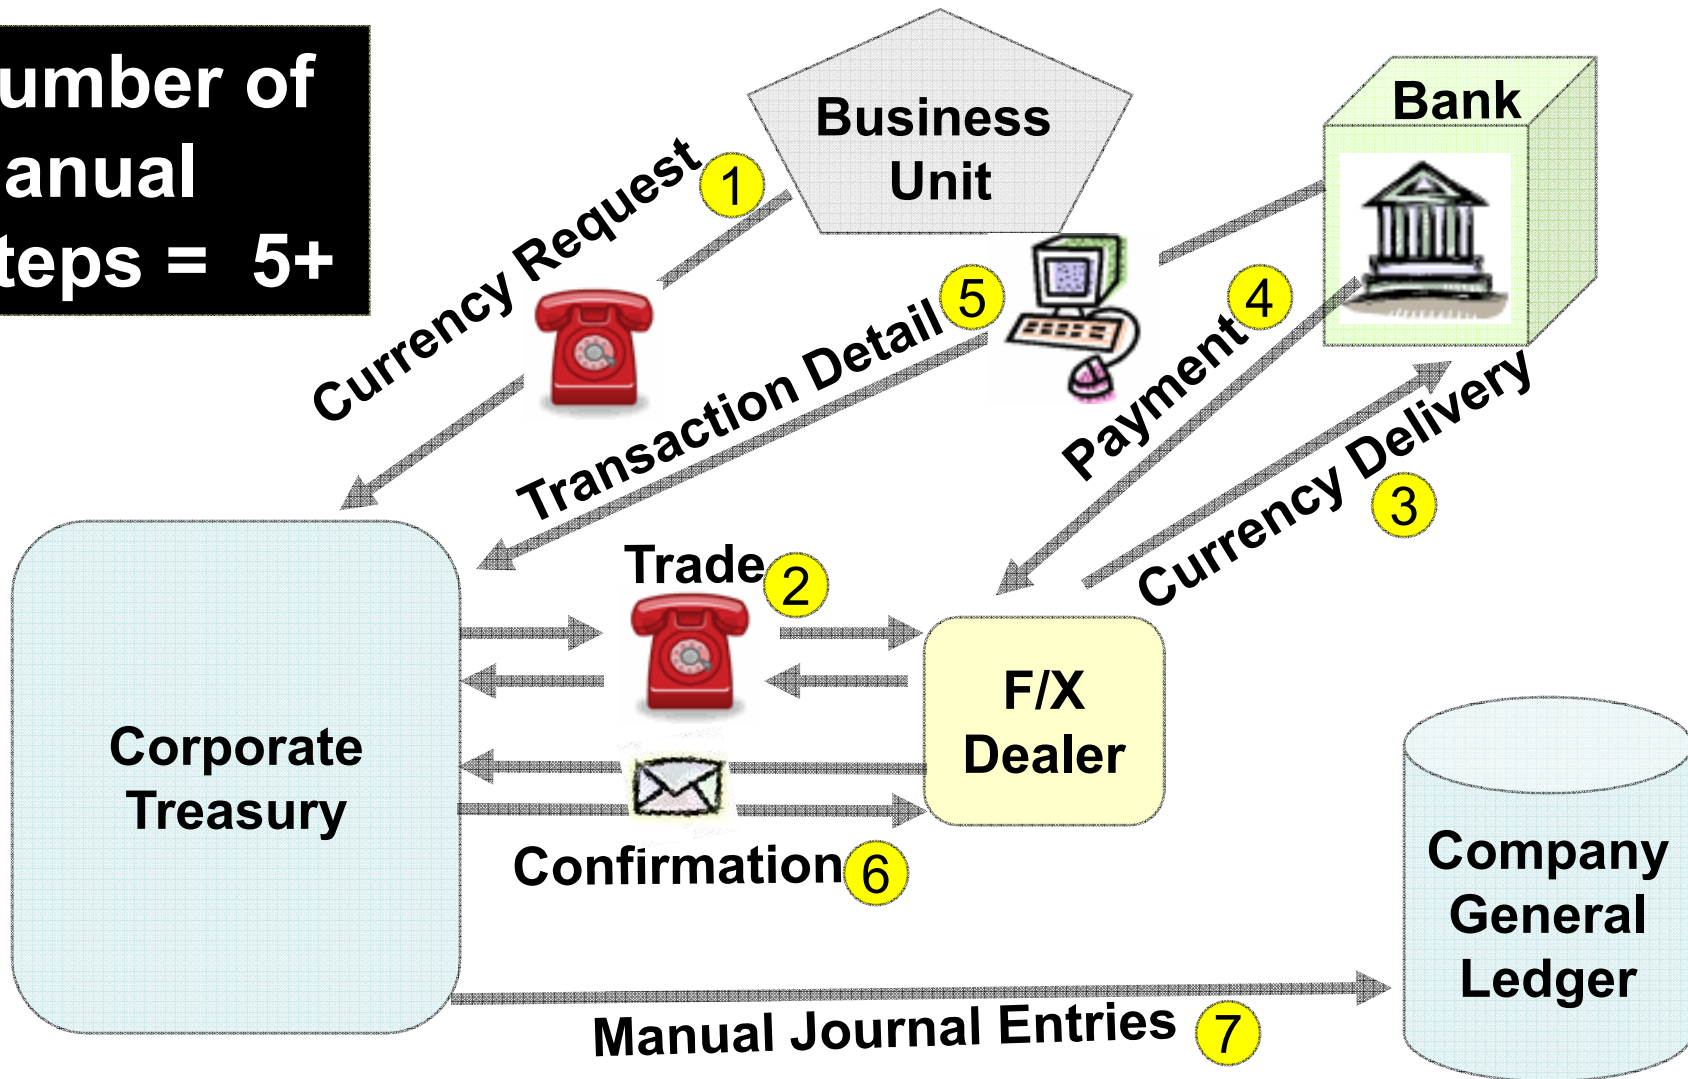 umber of
anual
teps = 5+
Business
Unit
Bank
Currency Request
1
Transaction Detail
5
Payment
4
Currency Delivery
3
Trade
2
F/X
Dealer
Corporate
Treasury
Confirmation
6
Company
General
Ledger
Manual Journal Entries
7